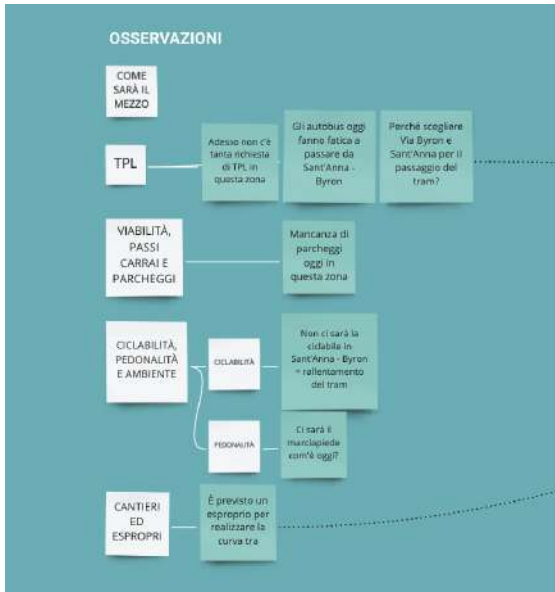 OSSERVAZIONI
COME
SARÀ IL
MEZZO
TPL
Adesso non c'è
tanta richiesta
di TPL in
questa zona
Gli autobus oggi
fanno fatica a
passare da
Sant'Anna -
Byron
Perché scegliere
Via Byron e
Sant'Anna per il
passaggio del
tram?
VIABILITÀ,
PASSI
CARRAI E
PARCHEGGI
Mancanza di
parcheggi
oggi in
questa zona
CICLABILITÀ,
PEDONALITÀ
E AMBIENTE
CICLABILITÀ
Non ci sarà la
ciclabile in
Sant'Anna - Byron
= rallentamento
del tram
PEDONALITÀ
Ci sarà il
marciapiede
com'è oggi?
CANTIERI
ED
ESPROPRI
È previsto un
esproprio per
realizzare la
curva tra